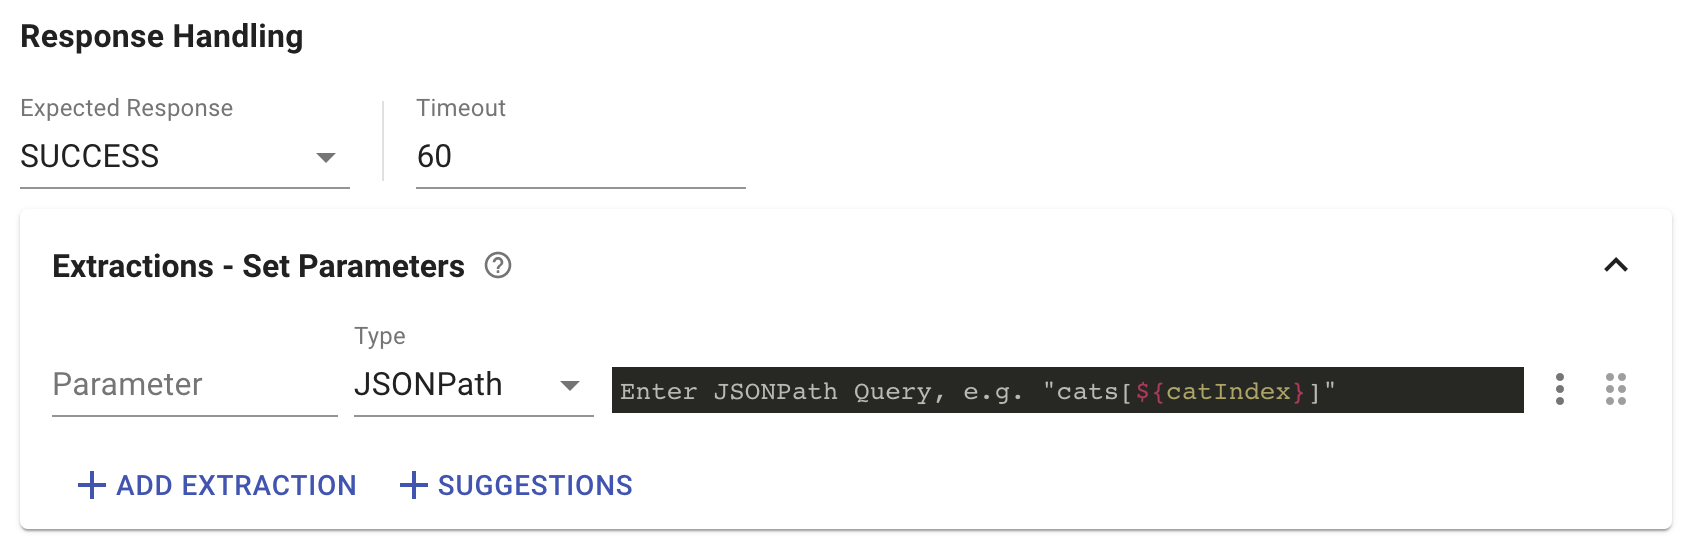 Response Handling
Expected Response
Timeout
SUCCESS
60
Extractions - Set Parameters
Type
Parameter
JSONPath
Enter JSONPath Query, e.g. "cats[${catIndex}]"
+ ADD EXTRACTION
+ SUGGESTIONS